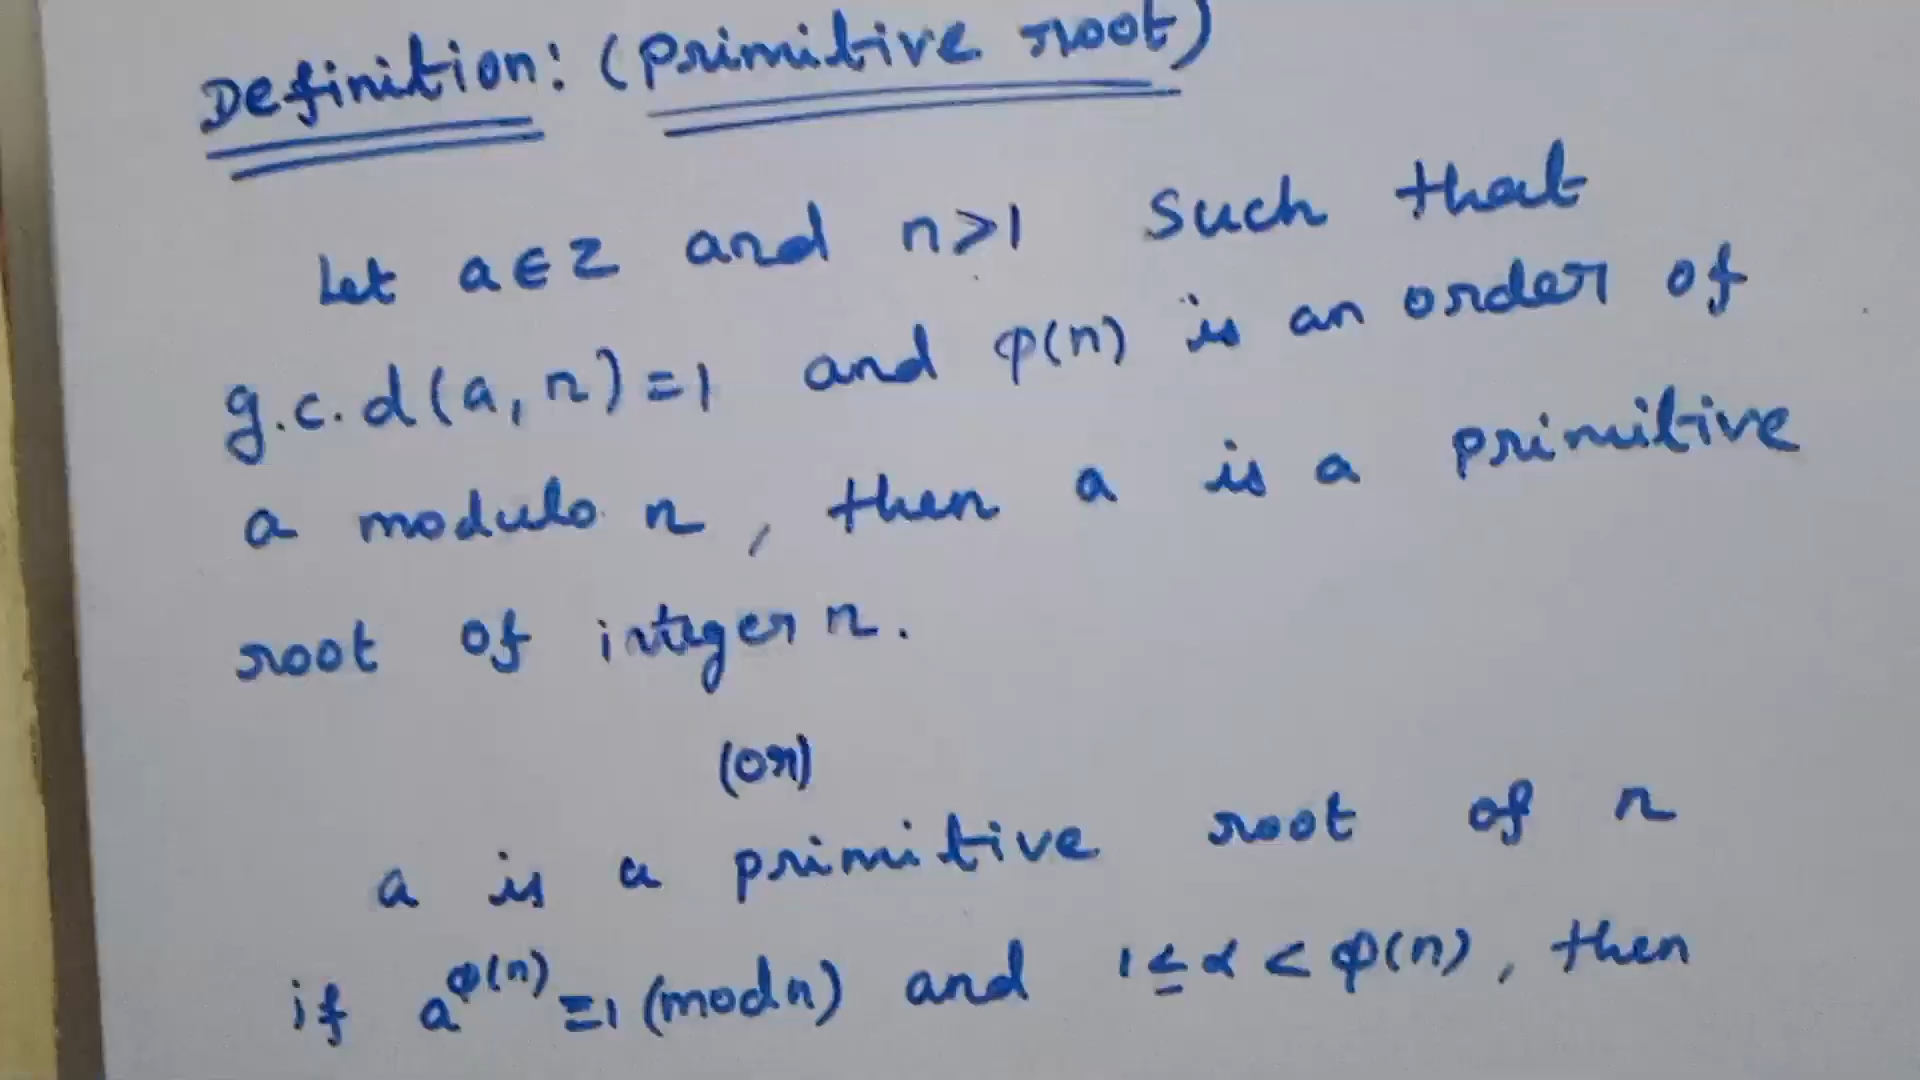 Definition: (Primitive root)
Let a∈Z and n>1 such that
g.c.d(a,n)=1 and φ(n) is an order of
a modulo n, then a is a primitive
root of integer n.
(or)
a is a primitive root of n
if a^φ(n) ≡1 (mod n) and 1≤α<φ(n), then